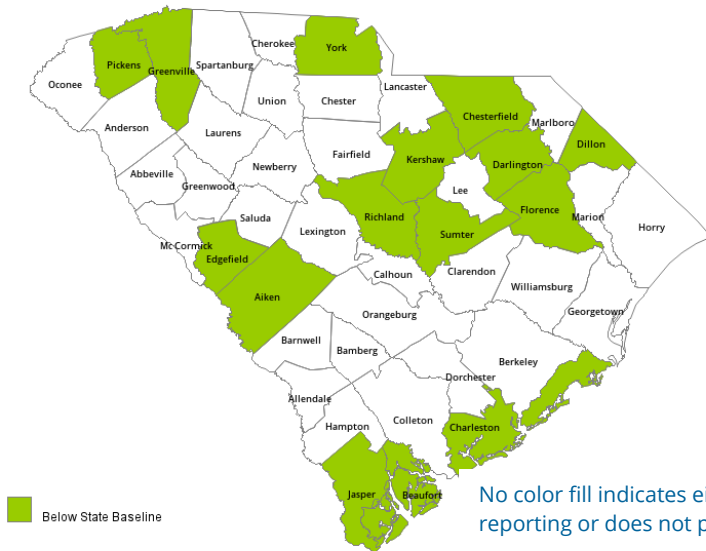 Cherokee
York
Pickens
Greenville
Spartanburg
Oconee
Union
Chester
Lancaster
Chesterfield
Marlboro
Anderson
Laurens
Dillon
Fairfield
Kershaw
Darlington
Newberry
Abbeville
Greenwood
Lee
Richland
Florence
Marion
Saluda
Horry
Lexington
Sumter
Mc Cormick
Edgefield
Calhoun
Clarendon
Williamsburg
Aiken
Orangeburg
Georgetown
Barnwell
Bamberg
Berkeley
Dorchester
Allendale
Colleton
Hampton
Charleston
Jasper
Beaufort
No color fill indicates ei
reporting or does not p
Below State Baseline